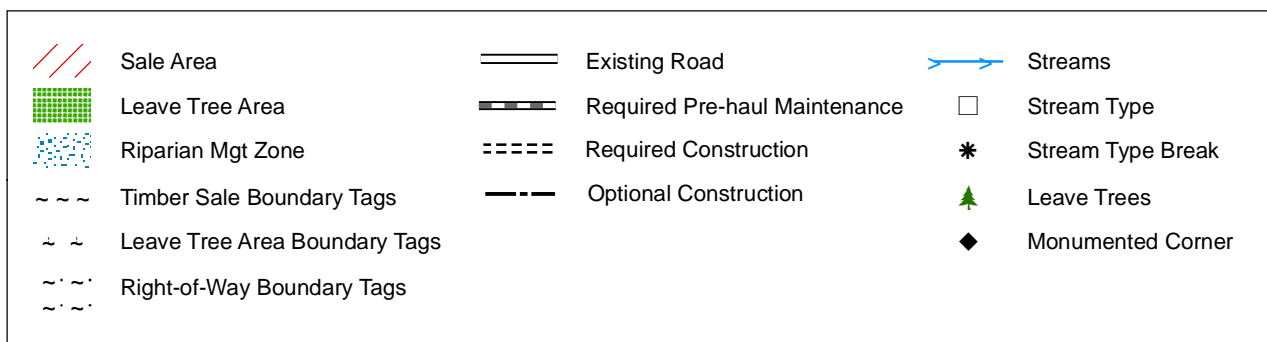 Sale Area
Leave Tree Area
Riparian Mgt Zone
Timber Sale Boundary Tags
Leave Tree Area Boundary Tags
Right-of-Way Boundary Tags
Existing Road
Required Pre-haul Maintenance
Required Construction
Optional Construction
Streams
Stream Type
Stream Type Break
Leave Trees
Monumented Corner